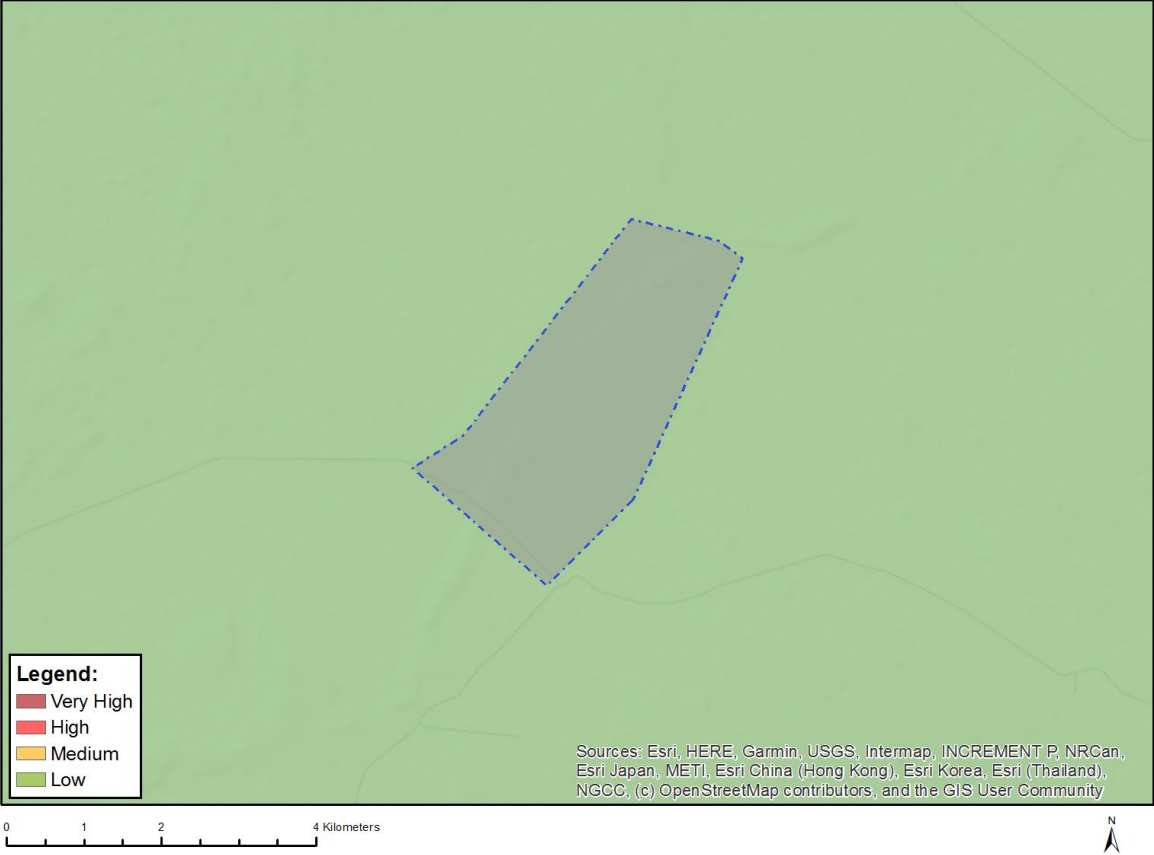 Legend:
Very High
High
Medium
Low
Sources: Esri, HERE, Garmin, USGS, Intermap, INCREMENT P, NRCan,
Esri Japan, METI, Esri China (Hong Kong), Esri Korea, Esri (Thailand),
NGCC, (c) OpenStreetMap contributors, and the GIS User Community
0 1 2 4 Kilometers
N